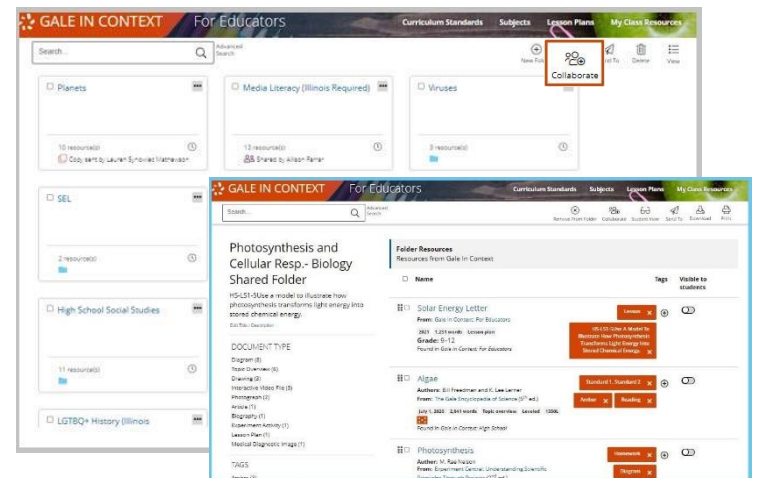 GALE IN CONTEXT For Educators
Curriculum Standards Subjects Lesson Plans My Class Resources
Search...
Advanced
Search
Collaborate
Delete
View
Planets
10 resource(s)
Copy sent by Lauren Synowiec Mathewson
Media Literacy (Illinois Required)
13 resource(s)
Shared by Allison Farrar
Viruses
3 resource(s)
SEL
2 resource(s)
High School Social Studies
11 resource(s)
LGTBQ+ History (Illinois
GALE IN CONTEXT For Educators
Curriculum Standards Subjects Lesson Plans My Class Resources
Search...
Advanced
Search
Remove from Folder Collaborate Student View Send To Download Print
Photosynthesis and
Cellular Resp.- Biology
Shared Folder
HS-LS1-5Use a model to illustrate how
photosynthesis transforms light energy into
stored chemical energy.
Edit Title / Description
DOCUMENT TYPE
Diagram (8)
Topic Overview (6)
Drawing (3)
Interactive Video File (3)
Photograph (2)
Article (1)
Biography (1)
Experiment Activity (1)
Lesson Plan (1)
Medical Diagnostic Image (1)
TAGS
Folder Resources
Resources from Gale In Context
Name Tags Visible to
students
Solar Energy Letter
From: Gale In Context: For Educators
2021 1,251 words Lesson plan
Grade: 9-12
Found in Gale In Context: For Educators
Lesson x
HS-LS1-5Use A Model To
Illustrate How Photosynthesis
Transforms Light Energy Into
Stored Chemical Energy. x
Algae
Authors: Bill Freedman and K. Lee Lerner
From: The Gale Encyclopedia of Science (5th ed.)
July 1, 2020 2,041 words Topic overview Leveled 1350L
Found in Gale In Context: High School
Standard 1, Standard 2 x
Amber x Reading x
Photosynthesis
Author: M. Rae Nelson
From: Experiment Central: Understanding Scientific
Homework x
Diagram x